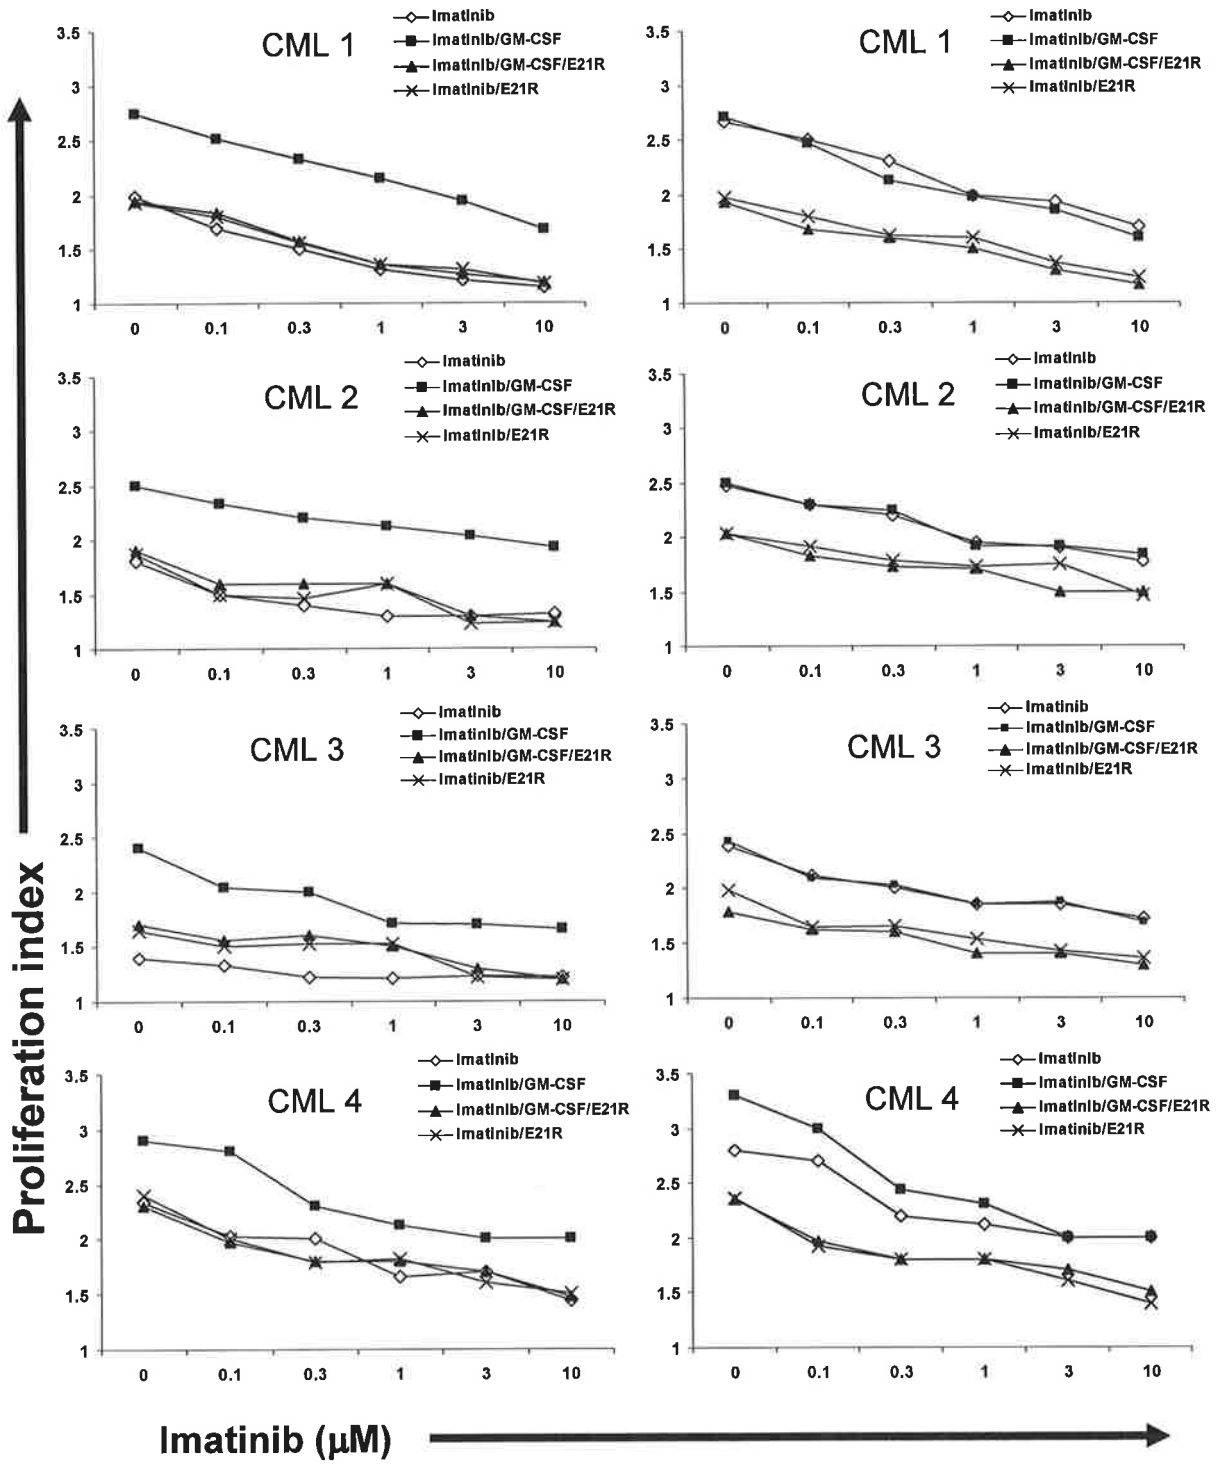 Proliferation index
CML 1
Imatinib
Imatinib/GM-CSF
Imatinib/GM-CSF/E21R
Imatinib/E21R
3.5
3
2.5
2
1.5
1
0 0.1 0.3 1 3 10
CML 1
Imatinib
Imatinib/GM-CSF
Imatinib/GM-CSF/E21R
Imatinib/E21R
3.5
3
2.5
2
1.5
1
0 0.1 0.3 1 3 10
CML 2
Imatinib
Imatinib/GM-CSF
Imatinib/GM-CSF/E21R
Imatinib/E21R
3.5
3
2.5
2
1.5
1
0 0.1 0.3 1 3 10
CML 2
Imatinib
Imatinib/GM-CSF
Imatinib/GM-CSF/E21R
Imatinib/E21R
3.5
3
2.5
2
1.5
1
0 0.1 0.3 1 3 10
CML 3
Imatinib
Imatinib/GM-CSF
Imatinib/GM-CSF/E21R
Imatinib/E21R
3.5
3
2.5
2
1.5
1
0 0.1 0.3 1 3 10
CML 3
Imatinib
Imatinib/GM-CSF
Imatinib/GM-CSF/E21R
Imatinib/E21R
3.5
3
2.5
2
1.5
1
0 0.1 0.3 1 3 10
CML 4
Imatinib
Imatinib/GM-CSF
Imatinib/GM-CSF/E21R
Imatinib/E21R
3.5
3
2.5
2
1.5
1
0 0.1 0.3 1 3 10
CML 4
Imatinib
Imatinib/GM-CSF
Imatinib/GM-CSF/E21R
Imatinib/E21R
3.5
3
2.5
2
1.5
1
0 0.1 0.3 1 3 10
Imatinib (μM)